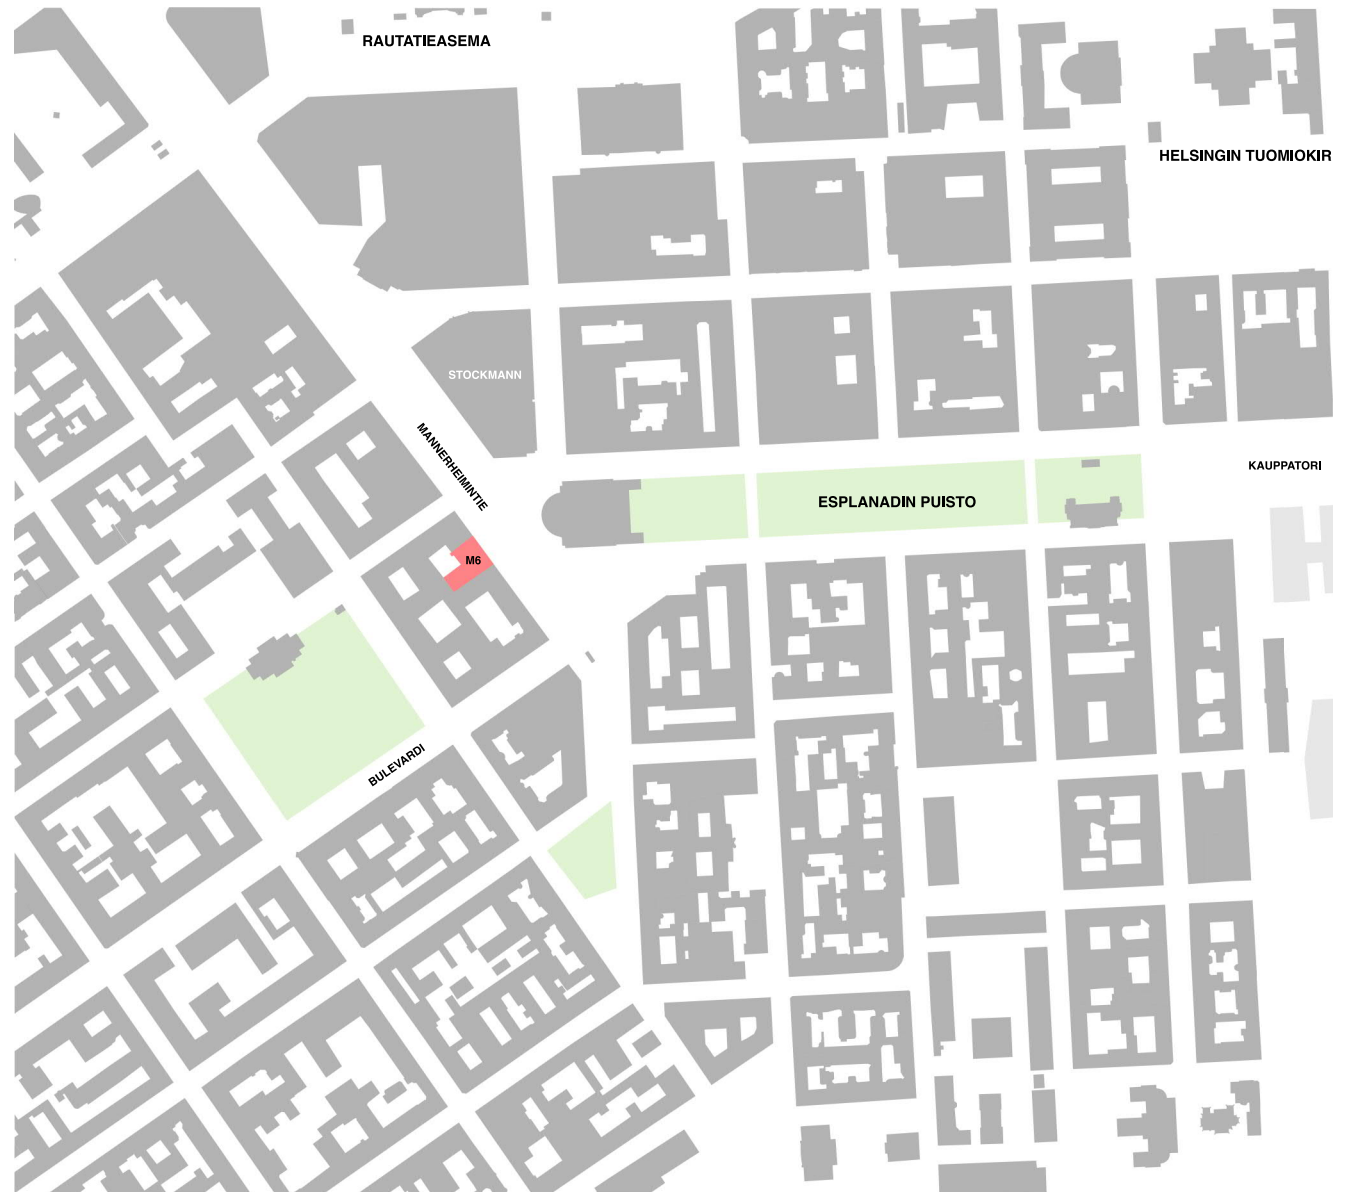 RAUTATIEASEMA
HELSINGIN TUOMIOKIR
STOCKMANN
MANNERHEIMINTIE
KAUPPATORI
ESPLANADIN PUISTO
M6
BULEVARDI